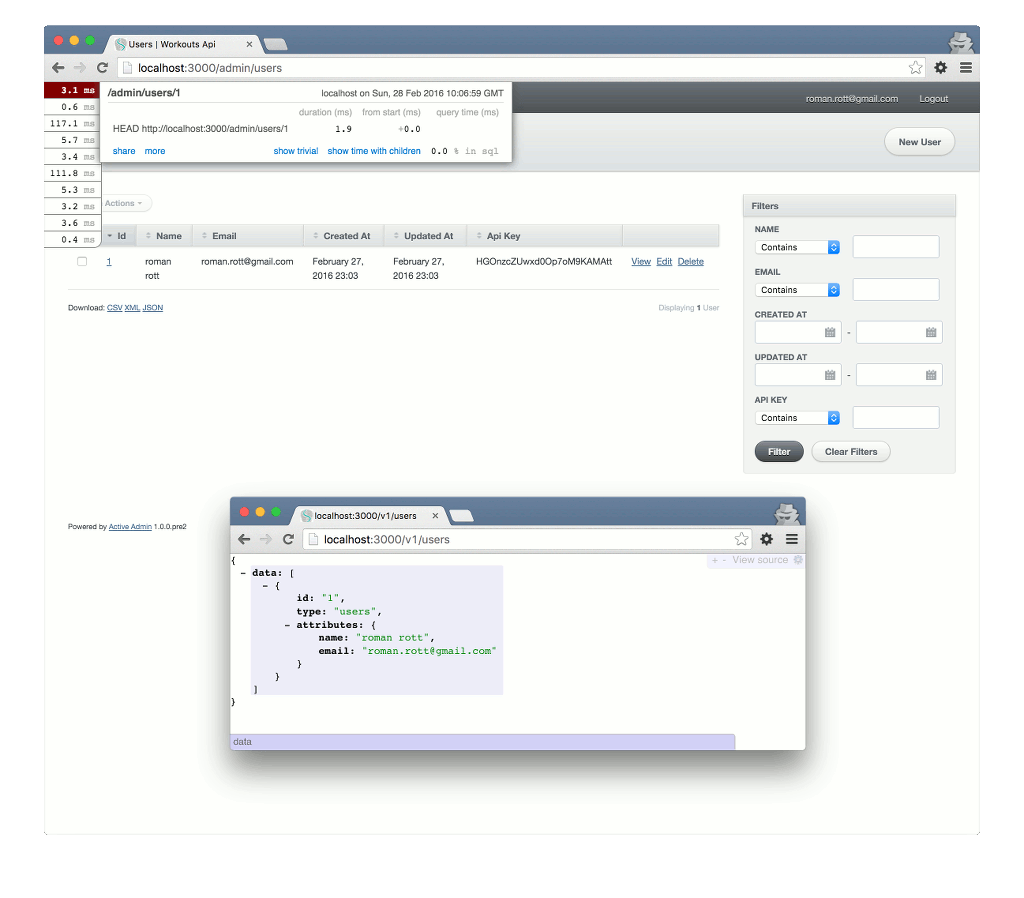 Users | Workouts Api
localhost:3000/admin/users
3.1 ms
0.6 ms
117.1 ms
5.7 ms
3.4 ms
111.8 ms
5.3 ms
3.2 ms
3.6 ms
0.4 ms
/admin/users/1 localhost on Sun, 28 Feb 2016 10:06:59 GMT
duration (ms) from start (ms) query time (ms)
HEAD http://localhost:3000/admin/users/1 1.9 +0.0
share more show trivial show time with children 0.0 % in sql
roman.rott@gmail.com Logout
New User
Actions
Id Name Email Created At Updated At Api Key
1 roman rott roman.rott@gmail.com February 27, 2016 23:03 February 27, 2016 23:03 HGOnzcZUwxd0Op7oM9KAMAtt View Edit Delete
Download: CSV XML JSON Displaying 1 User
Filters
NAME
Contains
EMAIL
Contains
CREATED AT
-
UPDATED AT
-
API KEY
Contains
Filter Clear Filters
Powered by Active Admin 1.0.0.pre2
localhost:3000/v1/users
localhost:3000/v1/users
+ - View source
{
- data: [
- {
id: "1",
type: "users",
- attributes: {
name: "roman rott",
email: "roman.rott@gmail.com"
}
}
]
}
data